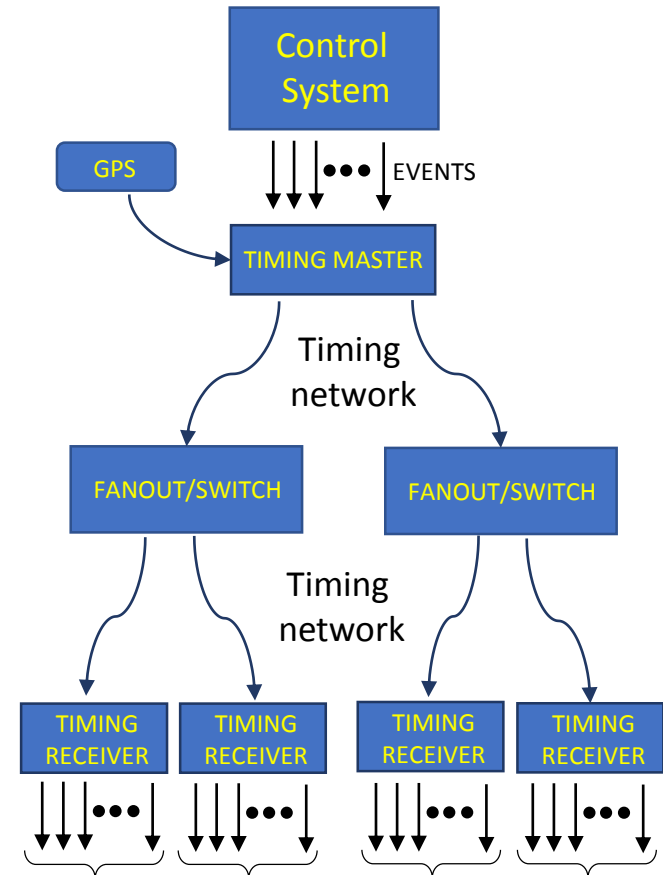 Control
System
GPS
EVENTS
TIMING MASTER
Timing
network
FANOUT/SWITCH
FANOUT/SWITCH
Timing
network
TIMING
RECEIVER
TIMING
RECEIVER
TIMING
RECEIVER
TIMING
RECEIVER